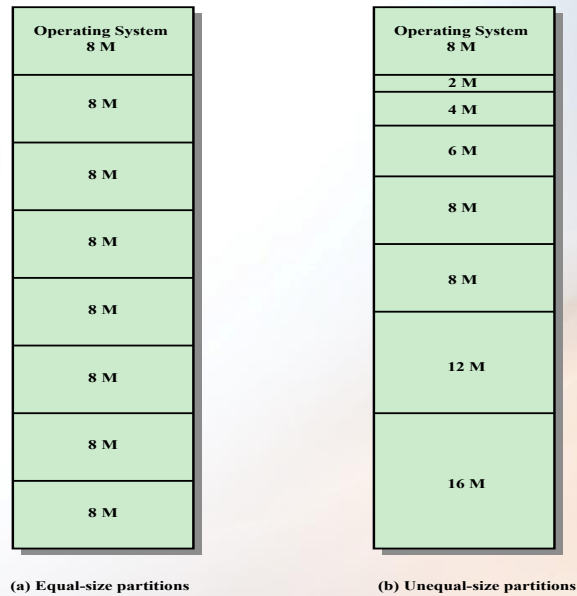 Operating System
8 M
8 M
8 M
8 M
8 M
8 M
8 M
8 M
(a) Equal-size partitions
Operating System
8 M
2 M
4 M
6 M
8 M
8 M
12 M
16 M
(b) Unequal-size partitions